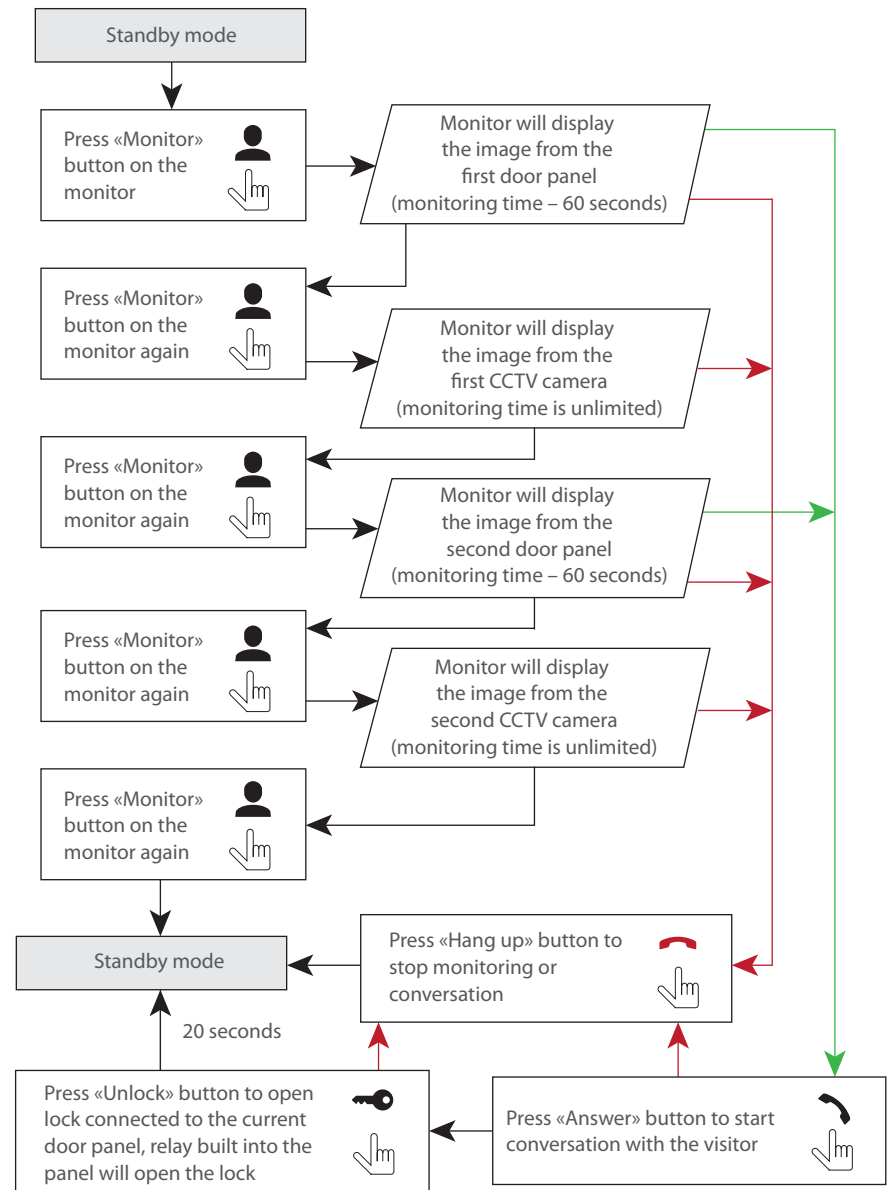 Standby mode
Press «Monitor»
button on the
monitor
Monitor will display
the image from the
first door panel
(monitoring time – 60 seconds)
Press «Monitor»
button on the
monitor again
Monitor will display
the image from the
first CCTV camera
(monitoring time is unlimited)
Press «Monitor»
button on the
monitor again
Monitor will display
the image from the
second door panel
(monitoring time – 60 seconds)
Press «Monitor»
button on the
monitor again
Monitor will display
the image from the
second CCTV camera
(monitoring time is unlimited)
Press «Monitor»
button on the
monitor again
Standby mode
Press «Hang up» button to
stop monitoring or
conversation
20 seconds
Press «Unlock» button to open
lock connected to the current
door panel, relay built into the
panel will open the lock
Press «Answer» button to start
conversation with the visitor